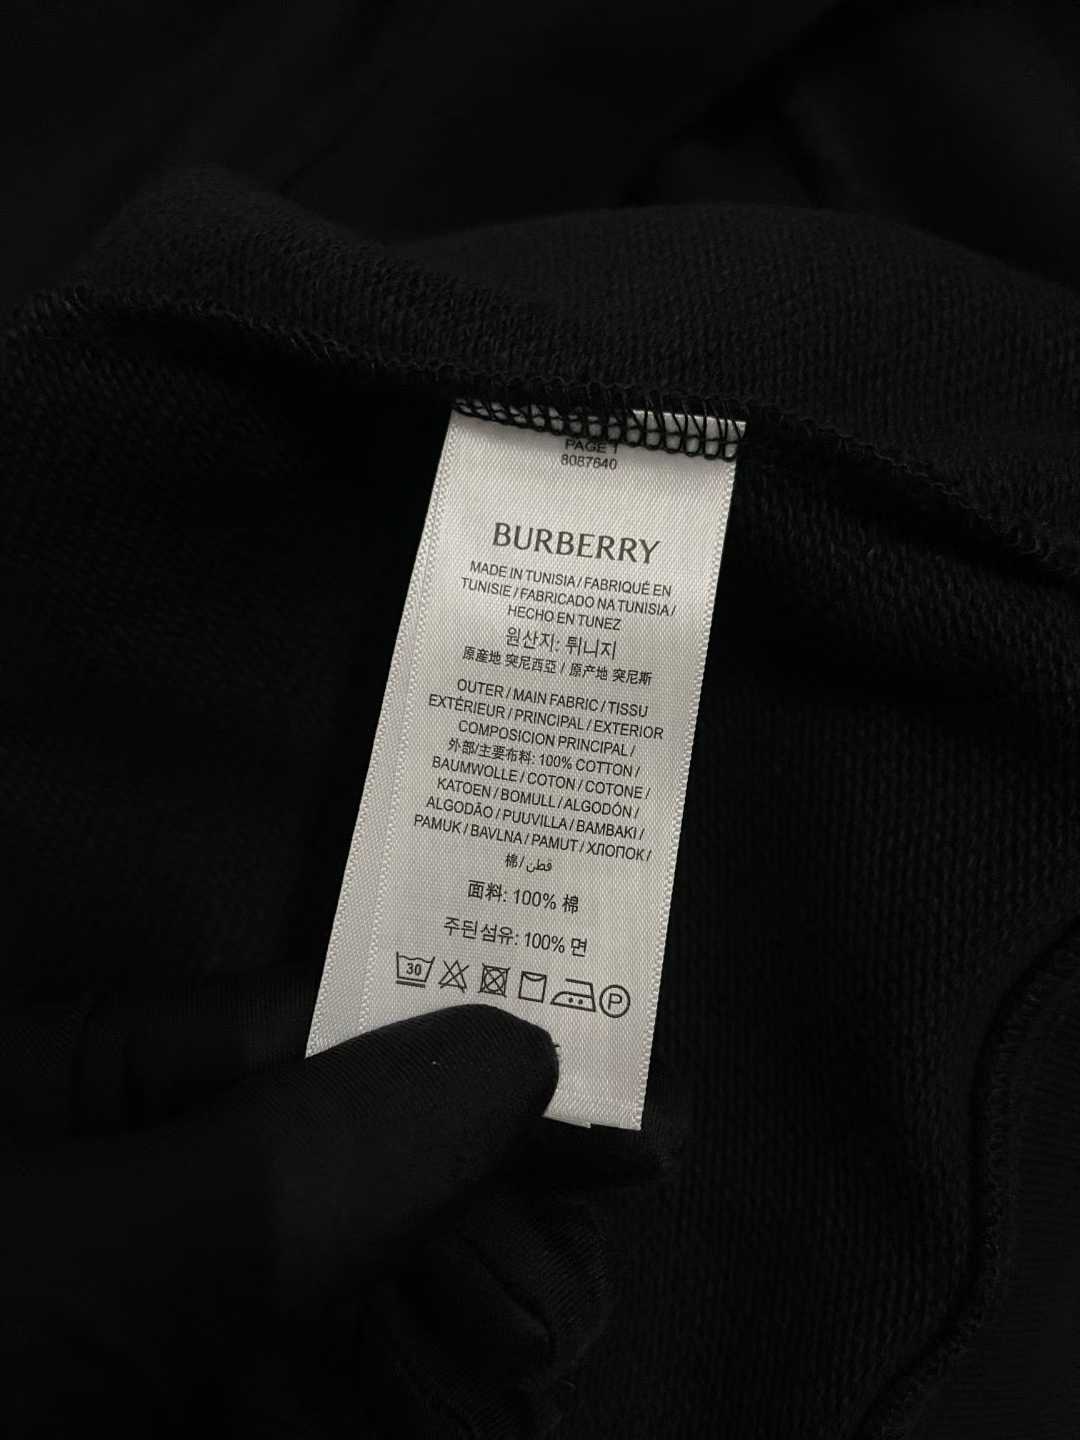 PAGE 1
8087640
BURBERRY
MADE IN TUNISIA / FABRIQUÉ EN
TUNISIE / FABRICADO NA TUNISIA /
HECHO EN TUNEZ
원산지: 튀니지
原產地 突尼西亞 / 原产地 突尼斯
OUTER / MAIN FABRIC / TISSU
EXTÉRIEUR / PRINCIPAL / EXTERIOR
COMPOSICION PRINCIPAL /
外部/主要布料: 100% COTTON /
BAUMWOLLE / COTON / COTONE /
KATOEN / BOMULL / ALGODÓN /
ALGODÃO / PUUVILLA / BAMBAKI /
PAMUK / BAVLNA / PAMUT / ХЛОПОК /
棉 / قطن
面料: 100% 棉
주된섬유: 100% 면
30 P